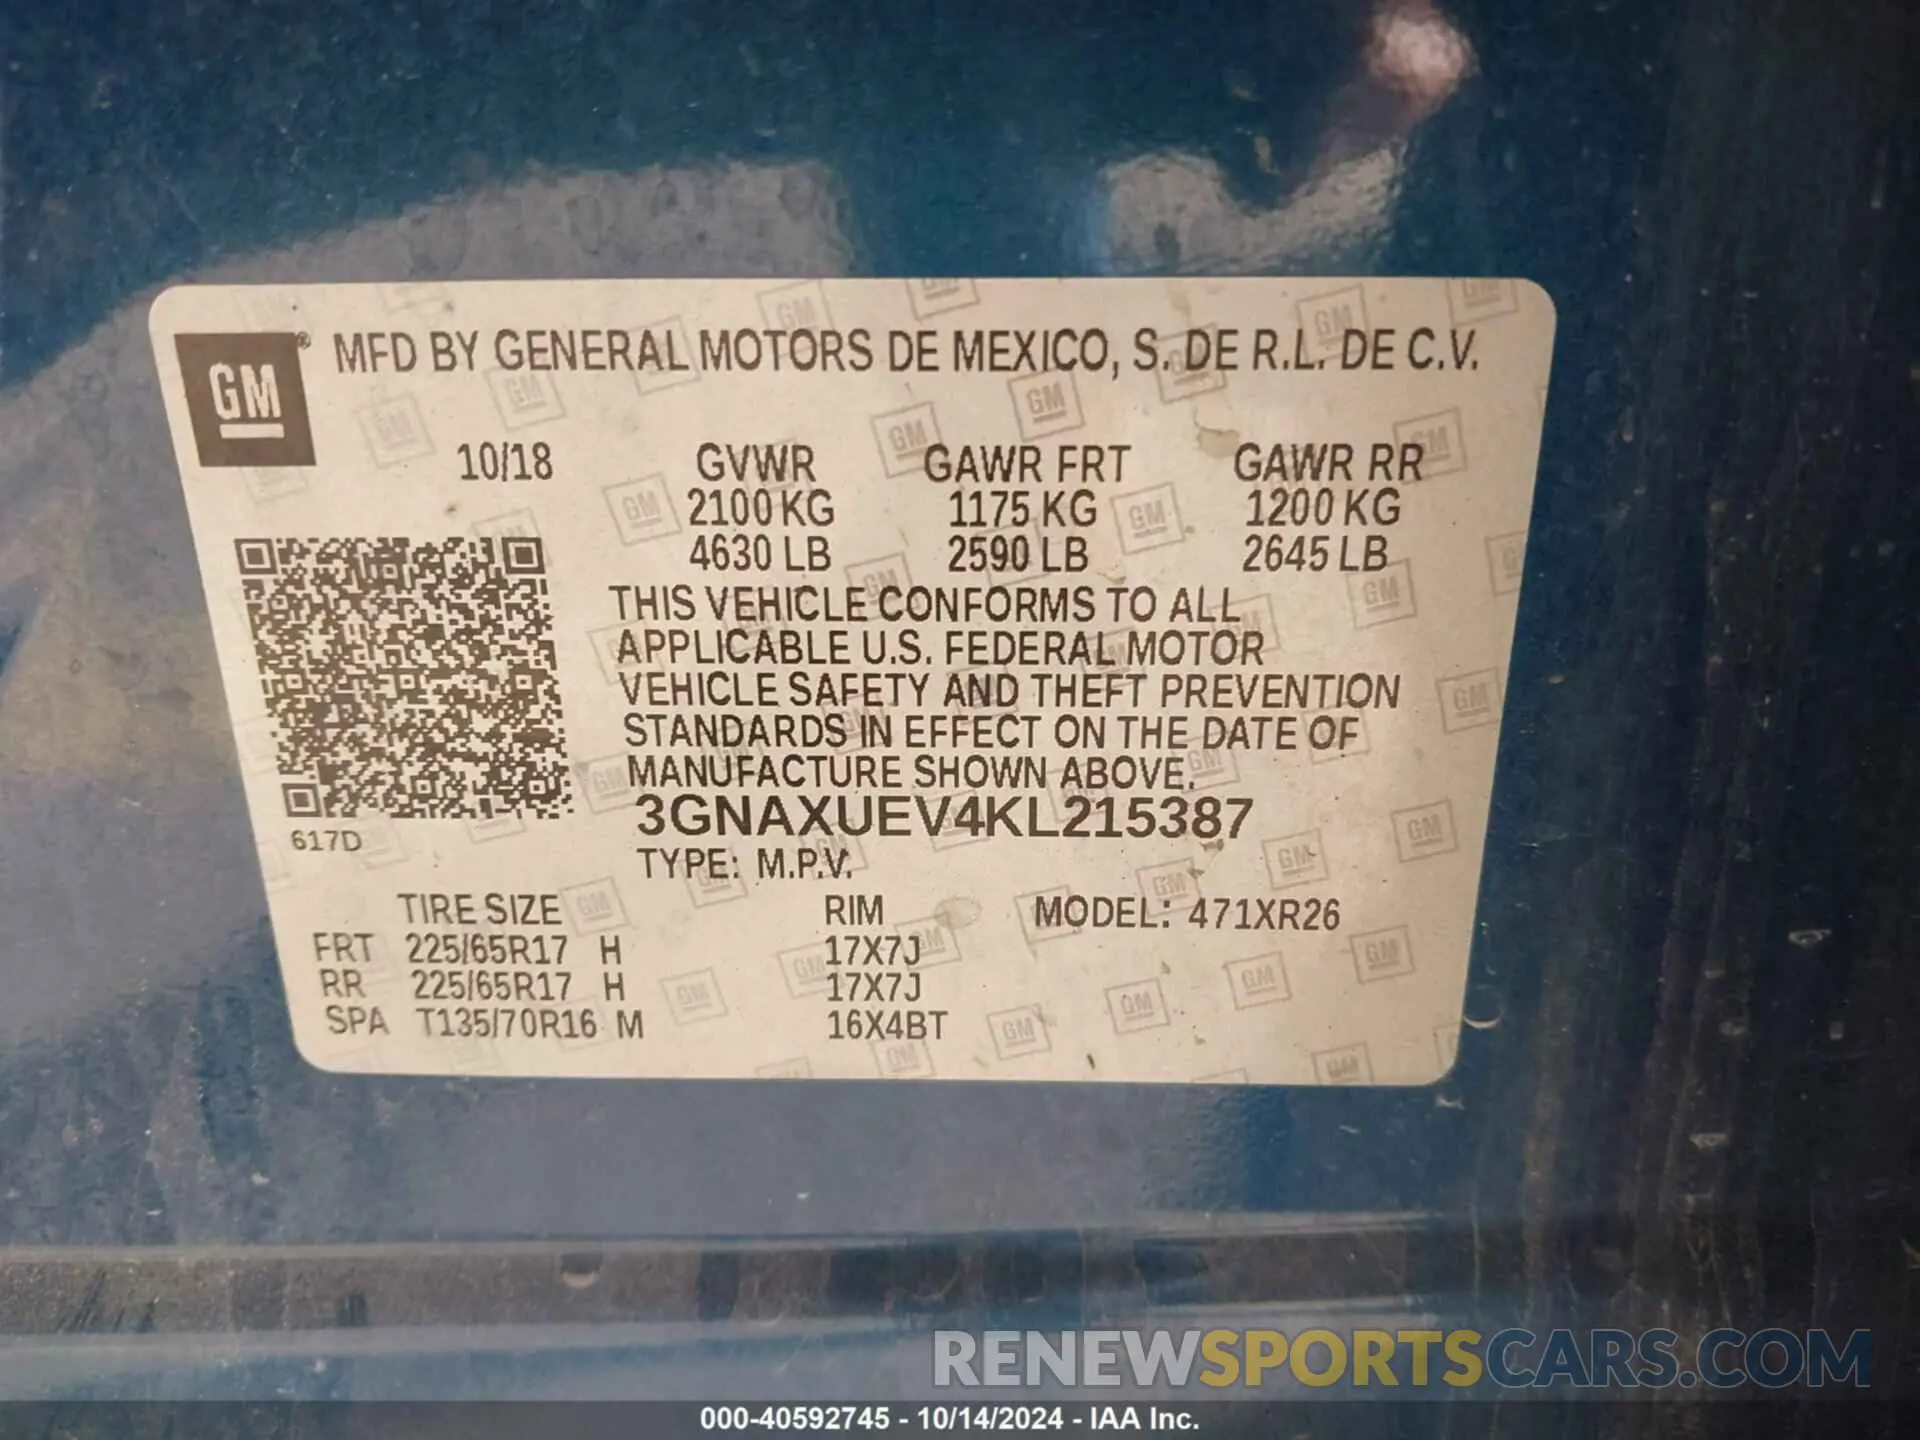 GM® MFD BY GENERAL MOTORS DE MEXICO, S. DE R.L. DE C.V.
10/18 GVWR GAWR FRT GAWR RR
2100 KG 1175 KG 1200 KG
4630 LB 2590 LB 2645 LB
THIS VEHICLE CONFORMS TO ALL
APPLICABLE U.S. FEDERAL MOTOR
VEHICLE SAFETY AND THEFT PREVENTION
STANDARDS IN EFFECT ON THE DATE OF
MANUFACTURE SHOWN ABOVE.
3GNAXUEV4KL215387
617D
TYPE: M.P.V.
TIRE SIZE RIM MODEL: 471XR26
FRT 225/65R17 H 17X7J
RR 225/65R17 H 17X7J
SPA T135/70R16 M 16X4BT
RENEWSPORTSCARS.COM
000-40592745 - 10/14/2024 - IAA Inc.